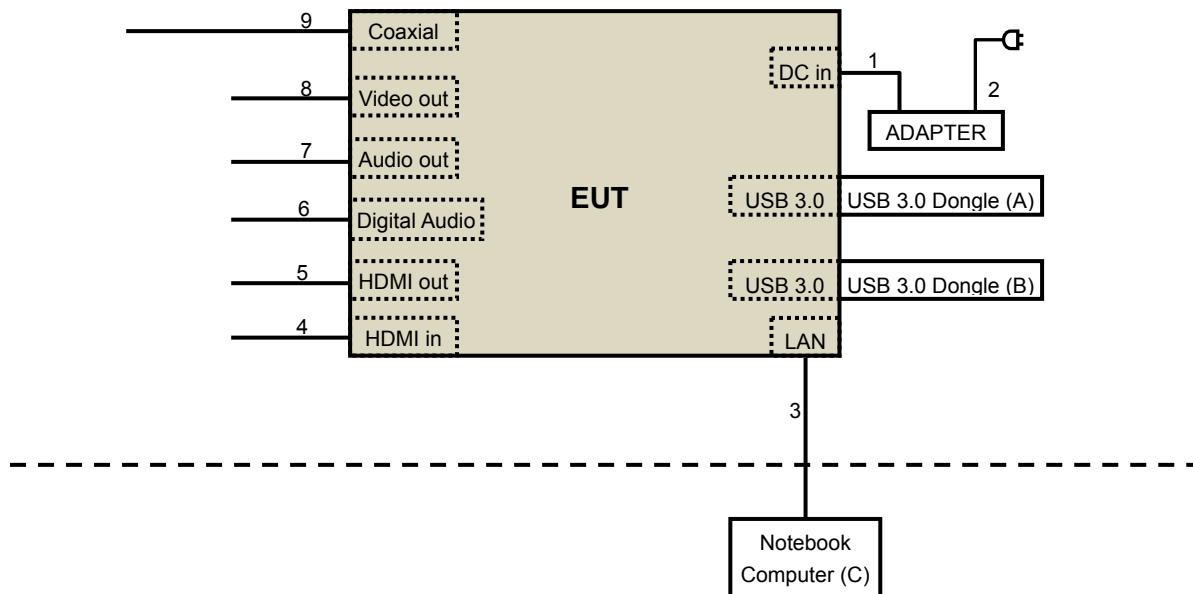 9
Coaxial
8
Video out
7
Audio out
6
Digital Audio
5
HDMI out
4
HDMI in
EUT
DC in
1
2
ADAPTER
USB 3.0
USB 3.0 Dongle (A)
USB 3.0
USB 3.0 Dongle (B)
LAN
3
Notebook
Computer (C)